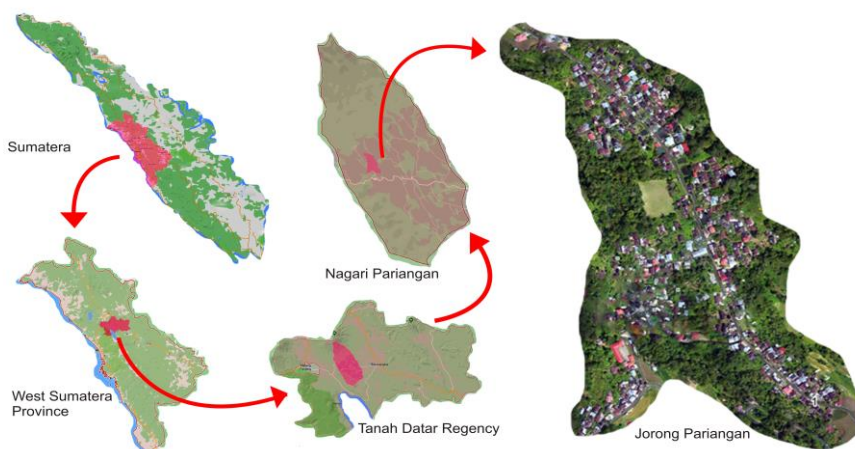 Sumatera
West Sumatera
Province
Tanah Datar Regency
Nagari Pariangan
Jorong Pariangan